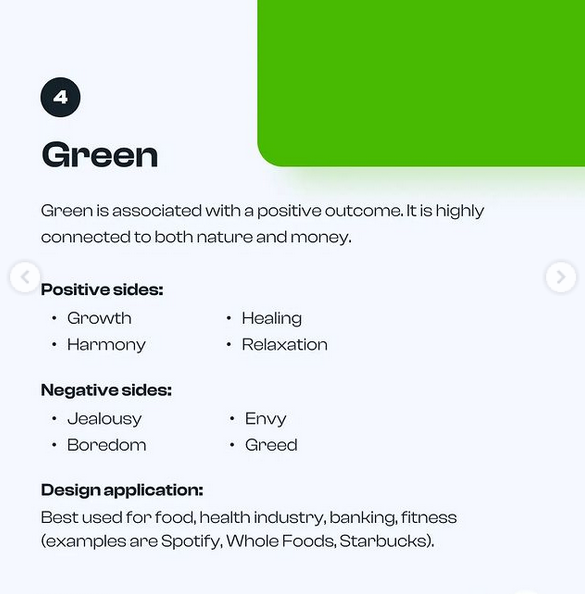 4
Green
Green is associated with a positive outcome. It is highly
connected to both nature and money.
Positive sides:
• Growth
• Harmony
• Healing
• Relaxation
Negative sides:
• Jealousy
• Boredom
• Envy
• Greed
Design application:
Best used for food, health industry, banking, fitness
(examples are Spotify, Whole Foods, Starbucks).